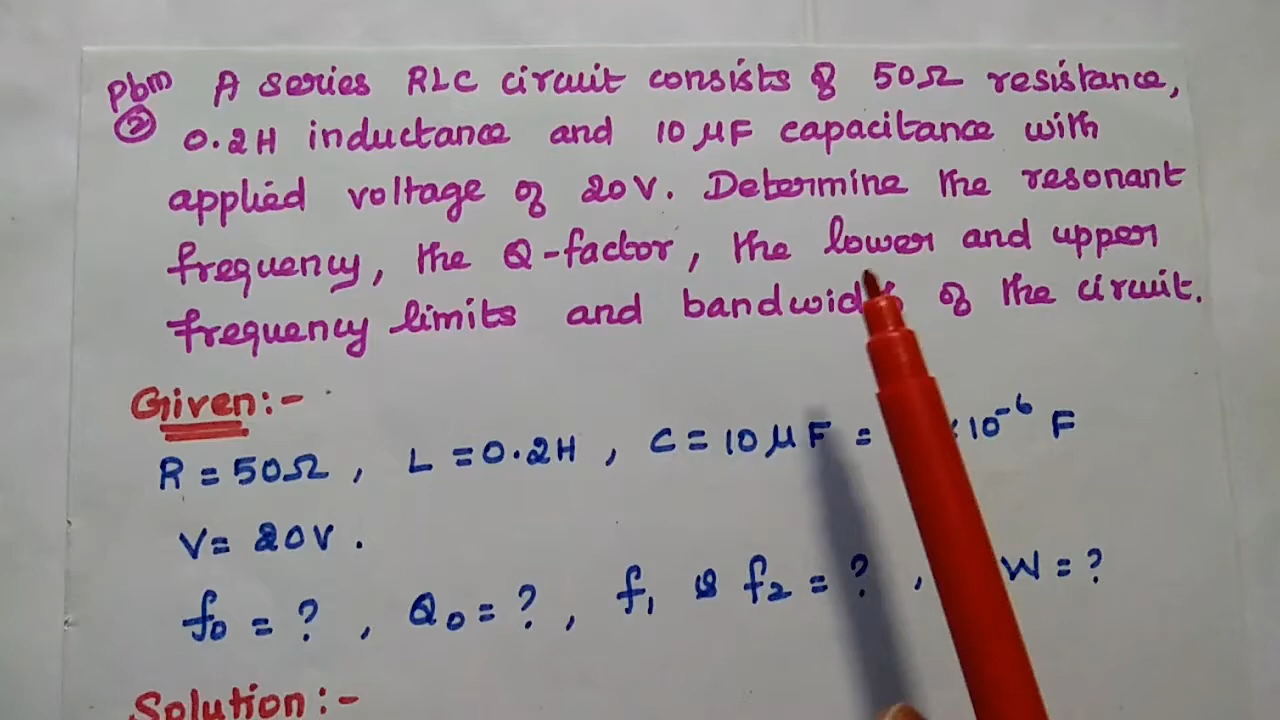 Pbm A series RLC circuit consists of 50Ω resistance,
② 0.2H inductance and 10 μF capacitance with
applied voltage of 20V. Determine the resonant
frequency, the Q-factor, the lower and upper
frequency limits and of the circuit.
Given:-
R = 50Ω, L = 0.2H, C = 10 μF = 10⁻⁶ F
V = 20V.
f₀ = ?, Q₀ = ?, f₁ & f₂ = ?, W = ?
Solution:-